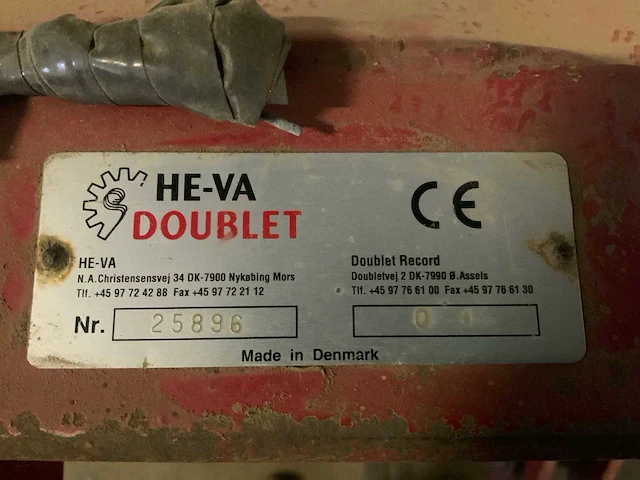 HE-VA
DOUBLET
CE
HE-VA
N.A.Christensensvej 34 DK-7900 Nykøbing Mors
Tlf. +45 97 72 42 88 Fax +45 97 72 21 12
Doublet Record
Doubletvej 2 DK-7990 Ø.Assels
Tlf. +45 97 76 61 00 Fax +45 97 76 61 30
Nr. 25896
04
Made in Denmark